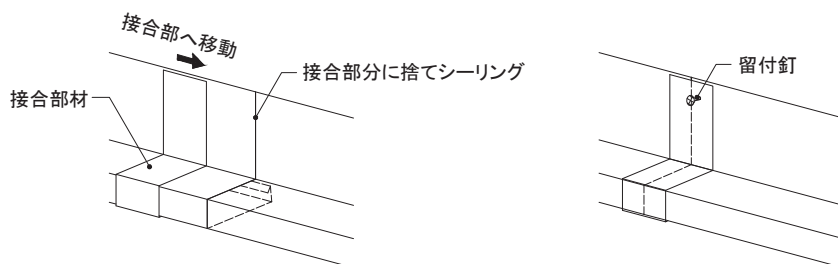 接合部へ移動
接合部分に捨てシーリング
接合部材
留付釘